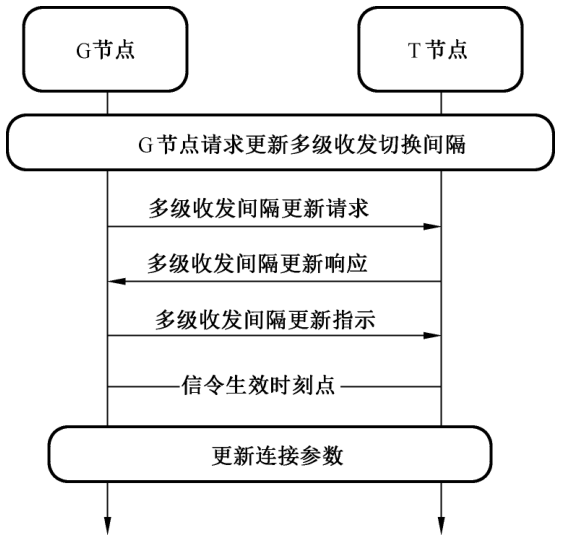 G节点
T节点
G节点请求更新多级收发切换间隔
多级收发间隔更新请求
多级收发间隔更新响应
多级收发间隔更新指示
信令生效时刻点
更新连接参数